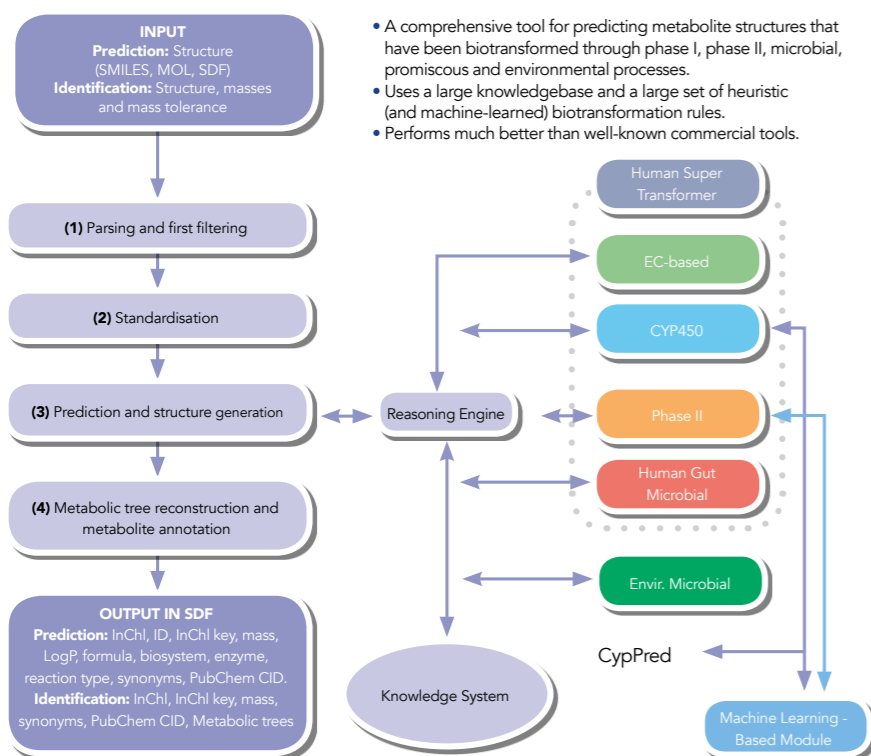 INPUT
Prediction: Structure
(SMILES, MOL, SDF)
Identification: Structure, masses
and mass tolerance
• A comprehensive tool for predicting metabolite structures that
have been biotransformed through phase I, phase II, microbial,
promiscous and environmental processes.
• Uses a large knowledgebase and a large set of heuristic
(and machine-learned) biotransformation rules.
• Performs much better than well-known commercial tools.
(1) Parsing and first filtering
(2) Standardisation
(3) Prediction and structure generation
(4) Metabolic tree reconstruction and
metabolite annotation
OUTPUT IN SDF
Prediction: InChl, ID, InChl key, mass,
LogP, formula, biosystem, enzyme,
reaction type, synonyms, PubChem CID.
Identification: InChl, InChl key, mass,
synonyms, PubChem CID, Metabolic trees
Reasoning Engine
Knowledge System
Human Super
Transformer
EC-based
CYP450
Phase II
Human Gut
Microbial
Envir. Microbial
CypPred
Machine Learning -
Based Module